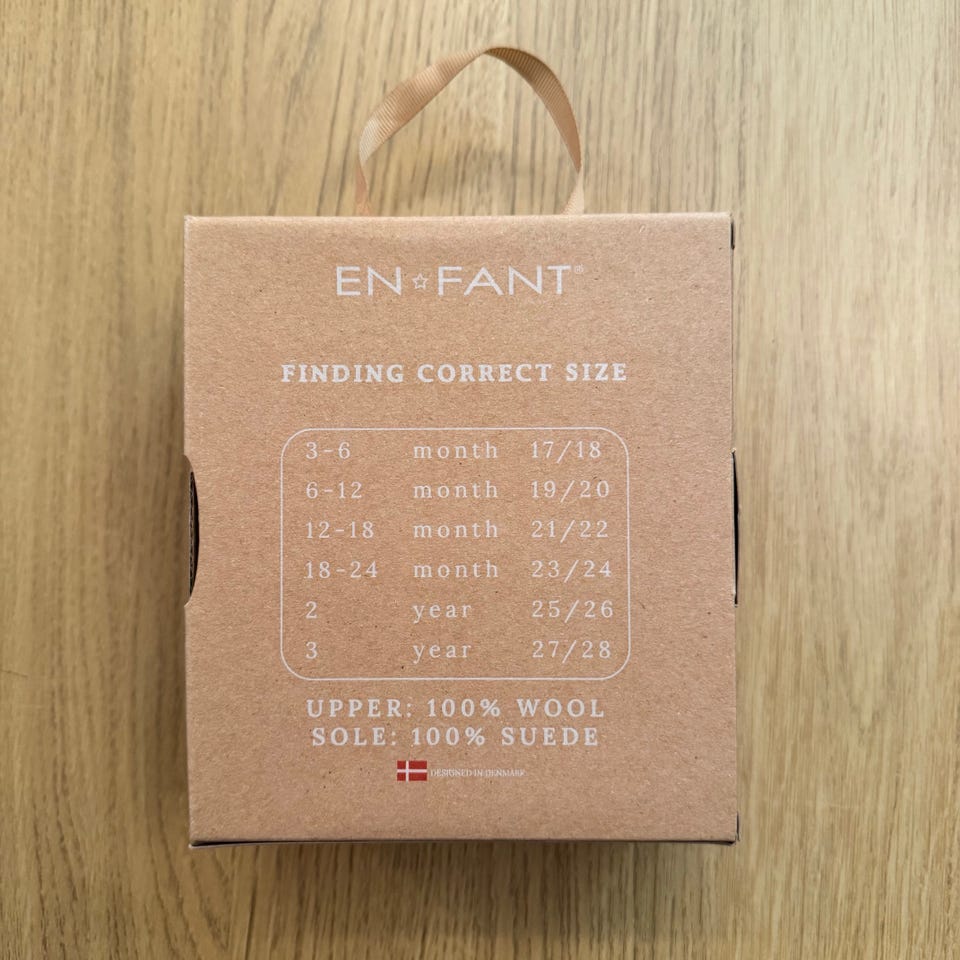 EN☆FANT®
FINDING CORRECT SIZE
3-6 month 17/18
6-12 month 19/20
12-18 month 21/22
18-24 month 23/24
2 year 25/26
3 year 27/28
UPPER: 100% WOOL
SOLE: 100% SUEDE
DESIGNED IN DENMARK